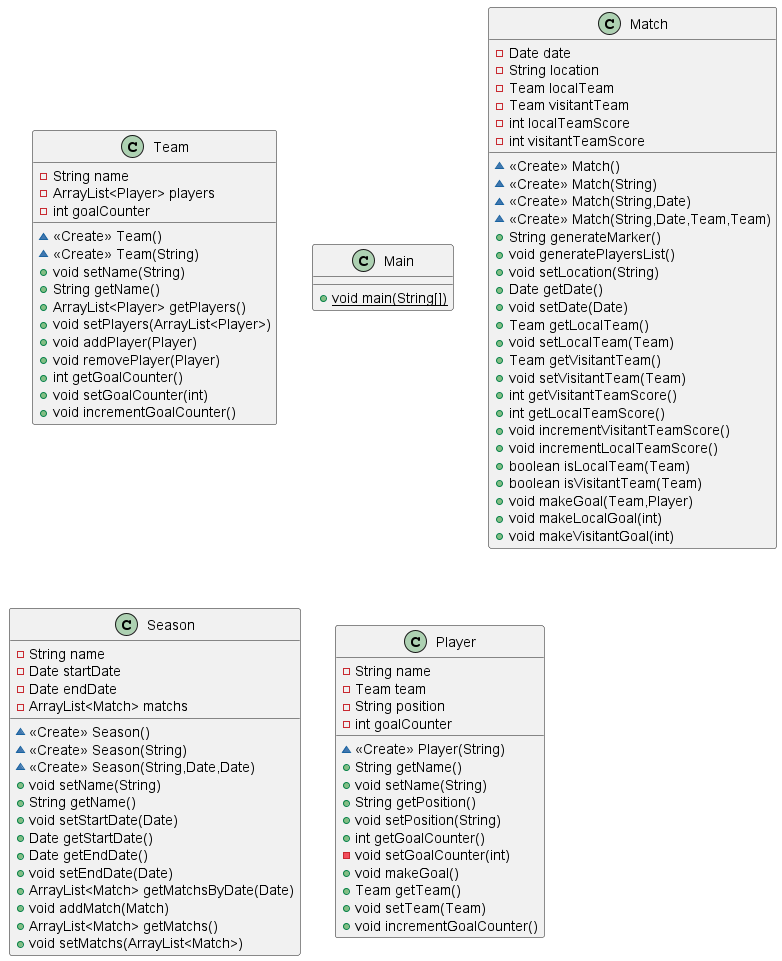 C Team
String name
ArrayList<Player> players
int goalCounter
«Create» Team()
«Create» Team(String)
void setName(String)
String getName()
ArrayList<Player> getPlayers()
void setPlayers(ArrayList<Player>)
void addPlayer(Player)
void removePlayer(Player)
int getGoalCounter()
void setGoalCounter(int)
void incrementGoalCounter()
C Main
void main(String[])
C Match
Date date
String location
Team localTeam
Team visitantTeam
int localTeamScore
int visitantTeamScore
«Create» Match()
«Create» Match(String)
«Create» Match(String,Date)
«Create» Match(String,Date,Team,Team)
String generateMarker()
void generatePlayersList()
void setLocation(String)
Date getDate()
void setDate(Date)
Team getLocalTeam()
void setLocalTeam(Team)
Team getVisitantTeam()
void setVisitantTeam(Team)
int getVisitantTeamScore()
int getLocalTeamScore()
void incrementVisitantTeamScore()
void incrementLocalTeamScore()
boolean isLocalTeam(Team)
boolean isVisitantTeam(Team)
void makeGoal(Team,Player)
void makeLocalGoal(int)
void makeVisitantGoal(int)
C Season
String name
Date startDate
Date endDate
ArrayList<Match> matchs
«Create» Season()
«Create» Season(String)
«Create» Season(String,Date,Date)
void setName(String)
String getName()
void setStartDate(Date)
Date getStartDate()
Date getEndDate()
void setEndDate(Date)
ArrayList<Match> getMatchsByDate(Date)
void addMatch(Match)
ArrayList<Match> getMatchs()
void setMatchs(ArrayList<Match>)
C Player
String name
Team team
String position
int goalCounter
«Create» Player(String)
String getName()
void setName(String)
String getPosition()
void setPosition(String)
int getGoalCounter()
void setGoalCounter(int)
void makeGoal()
Team getTeam()
void setTeam(Team)
void incrementGoalCounter()